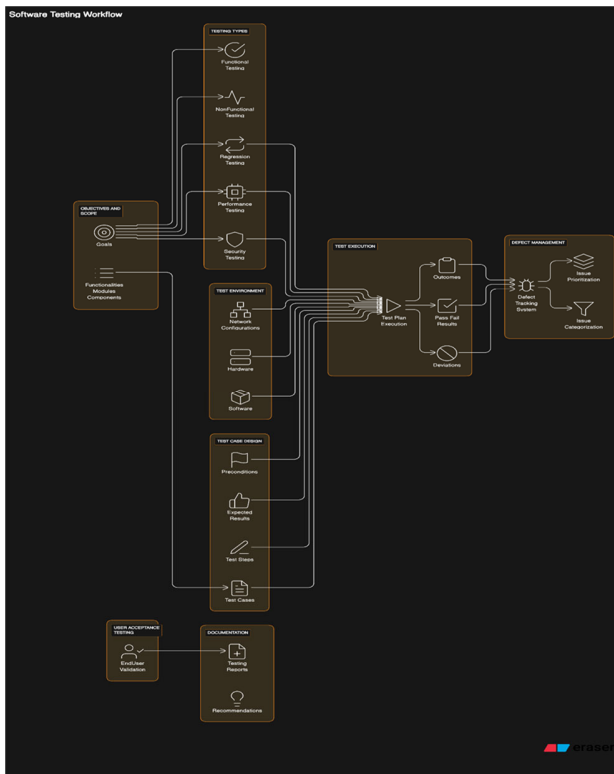 Software Testing Workflow
TESTING TYPES
Functional
Testing
NonFunctional
Testing
Regression
Testing
Performance
Testing
Security
Testing
OBJECTIVES AND
SCOPE
Goals
Functionalities
Modules
Components
TEST ENVIRONMENT
Network
Configurations
Hardware
Software
TEST EXECUTION
Test Plan
Execution
Outcomes
Pass Fail
Results
Deviations
DEFECT MANAGEMENT
Defect
Tracking
System
Issue
Prioritization
Issue
Categorization
TEST CASE DESIGN
Preconditions
Expected
Results
Test Steps
Test Cases
USER ACCEPTANCE
TESTING
EndUser
Validation
DOCUMENTATION
Testing
Reports
Recommendations
eraser